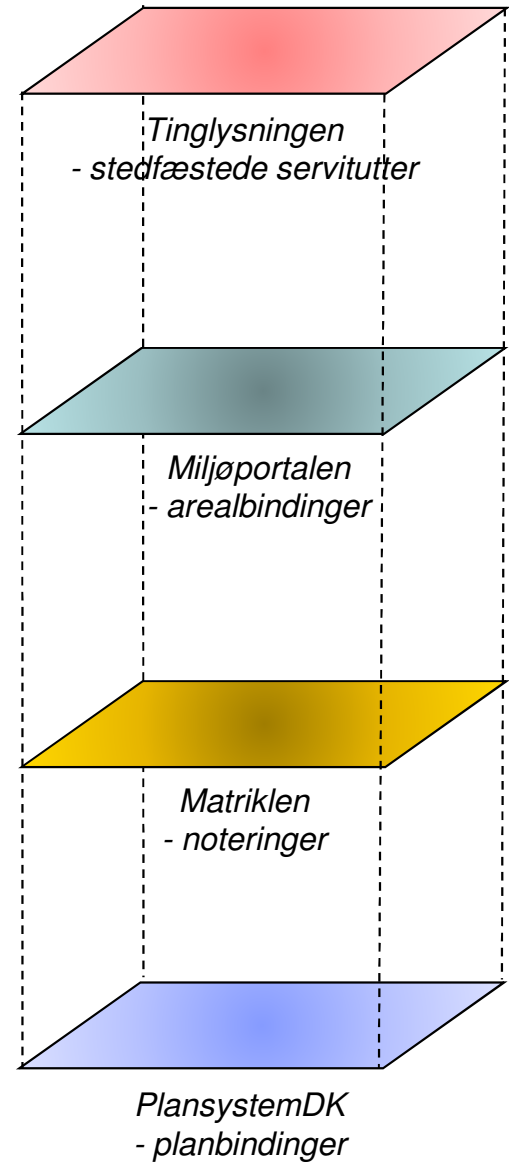 Tinglysningen
- stedfæstede servitutter
Miljøportalen
- arealbindinger
Matriklen
- noteringer
PlansystemDK
- planbindinger